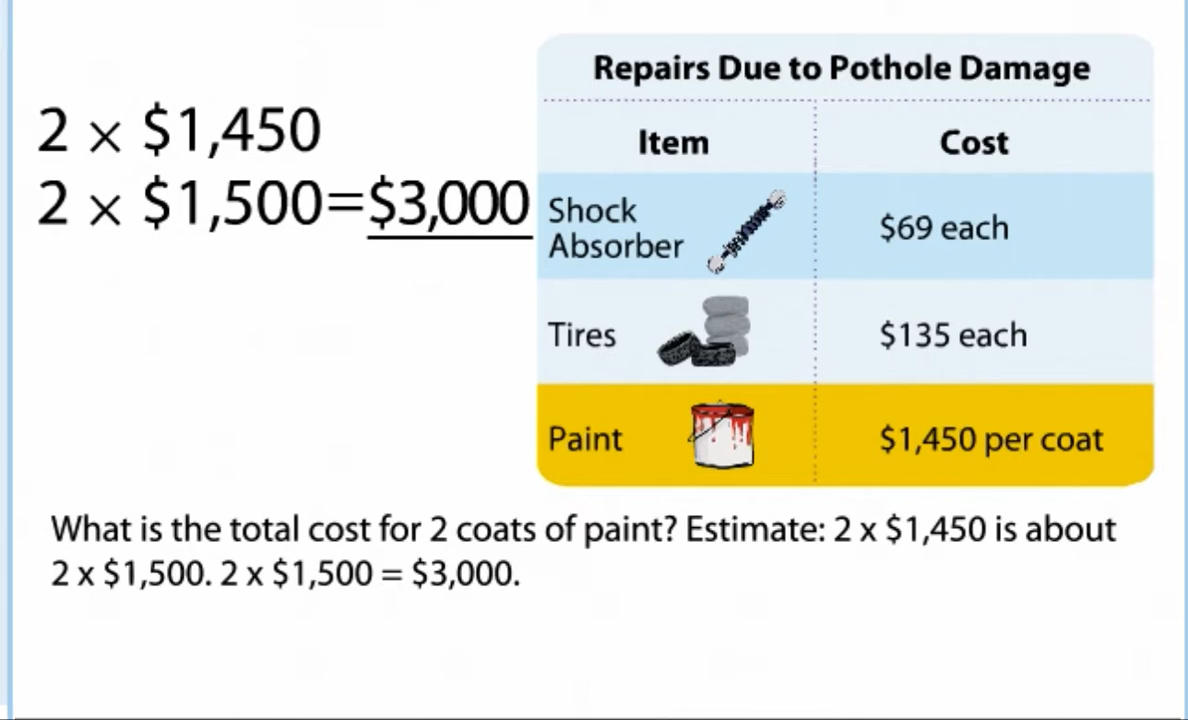 2 × $1,450
2 × $1,500=$3,000
Repairs Due to Pothole Damage
Item Cost
Shock
Absorber
$69 each
Tires $135 each
Paint $1,450 per coat
What is the total cost for 2 coats of paint? Estimate: 2 x $1,450 is about
2 x $1,500. 2 x $1,500 = $3,000.